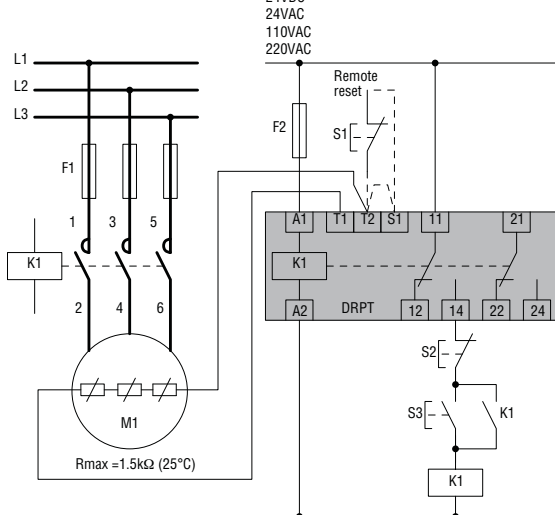 24VAC
110VAC
220VAC
L1
L2
L3
Remote
reset
F1
F2
S1
1 3 5
A1 T1 T2 S1 11 21
K1
K1
2 4 6
A2 DRPT 12 14 22 24
S2
M1
S3 K1
Rmax =1.5kΩ (25°C)
K1